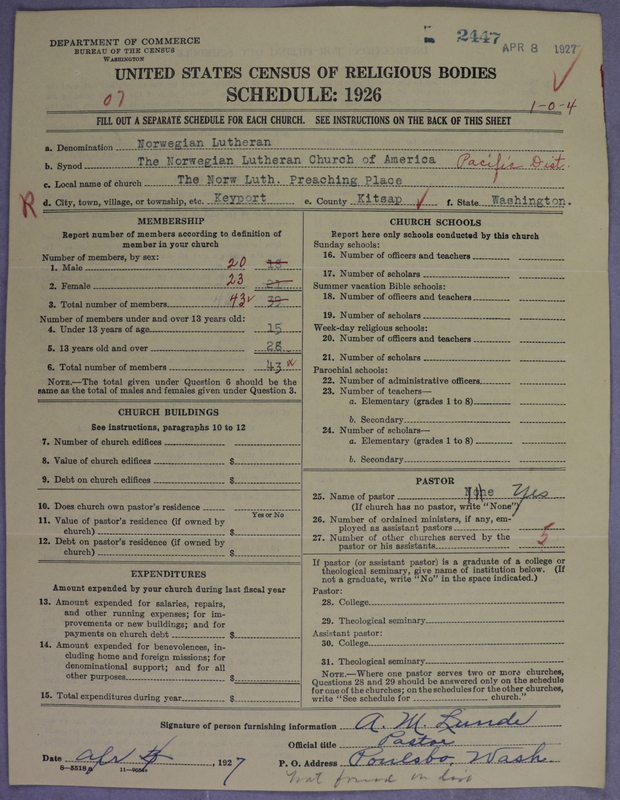 DEPARTMENT OF COMMERCE
BUREAU OF THE CENSUS
WASHINGTON
2447
APR 8 1927
UNITED STATES CENSUS OF RELIGIOUS BODIES
SCHEDULE: 1926
07
1-0-4
FILL OUT A SEPARATE SCHEDULE FOR EACH CHURCH. SEE INSTRUCTIONS ON THE BACK OF THIS SHEET
a. Denomination Norwegian Lutheran
b. Synod The Norwegian Lutheran Church of America Pacific Dist.
c. Local name of church The Norw Luth. Preaching Place
R d. City, town, village, or township, etc. Keyport e. County Kitsap f. State Washington.
MEMBERSHIP
Report number of members according to definition of
member in your church
Number of members, by sex:
1. Male 20 18
2. Female 23 21
3. Total number of members 43 39
Number of members under and over 13 years old:
4. Under 13 years of age 15
5. 13 years old and over 28
6. Total number of members 43
NOTE.—The total given under Question 6 should be the
same as the total of males and females given under Question 3.
CHURCH BUILDINGS
See instructions, paragraphs 10 to 12
7. Number of church edifices
8. Value of church edifices $
9. Debt on church edifices $
10. Does church own pastor's residence
Yes or No
11. Value of pastor's residence (if owned by
church) $
12. Debt on pastor's residence (if owned by
church) $
EXPENDITURES
Amount expended by your church during last fiscal year
13. Amount expended for salaries, repairs,
and other running expenses; for im-
provements or new buildings; and for
payments on church debt $
14. Amount expended for benevolences, in-
cluding home and foreign missions; for
denominational support; and for all
other purposes $
15. Total expenditures during year $
CHURCH SCHOOLS
Report here only schools conducted by this church
Sunday schools:
16. Number of officers and teachers
17. Number of scholars
Summer vacation Bible schools:
18. Number of officers and teachers
19. Number of scholars
Week-day religious schools:
20. Number of officers and teachers
21. Number of scholars
Parochial schools:
22. Number of administrative officers
23. Number of teachers—
a. Elementary (grades 1 to 8)
b. Secondary
24. Number of scholars—
a. Elementary (grades 1 to 8)
b. Secondary
PASTOR
25. Name of pastor None Yes
(If church has no pastor, write "None")
26. Number of ordained ministers, if any, em-
ployed as assistant pastors
27. Number of other churches served by the
pastor or his assistants 5
If pastor (or assistant pastor) is a graduate of a college or
theological seminary, give name of institution below. (If
not a graduate, write "No" in the space indicated.)
Pastor:
28. College
29. Theological seminary
Assistant pastor:
30. College
31. Theological seminary
NOTE.—Where one pastor serves two or more churches,
Questions 28 and 29 should be answered only on the schedule
for one of the churches; on the schedules for the other churches,
write "See schedule for church."
Signature of person furnishing information A. M. Lunde
Official title Pastor
Date Apr 4, 1927 P. O. Address Poulsbo, Wash.
Not found in list